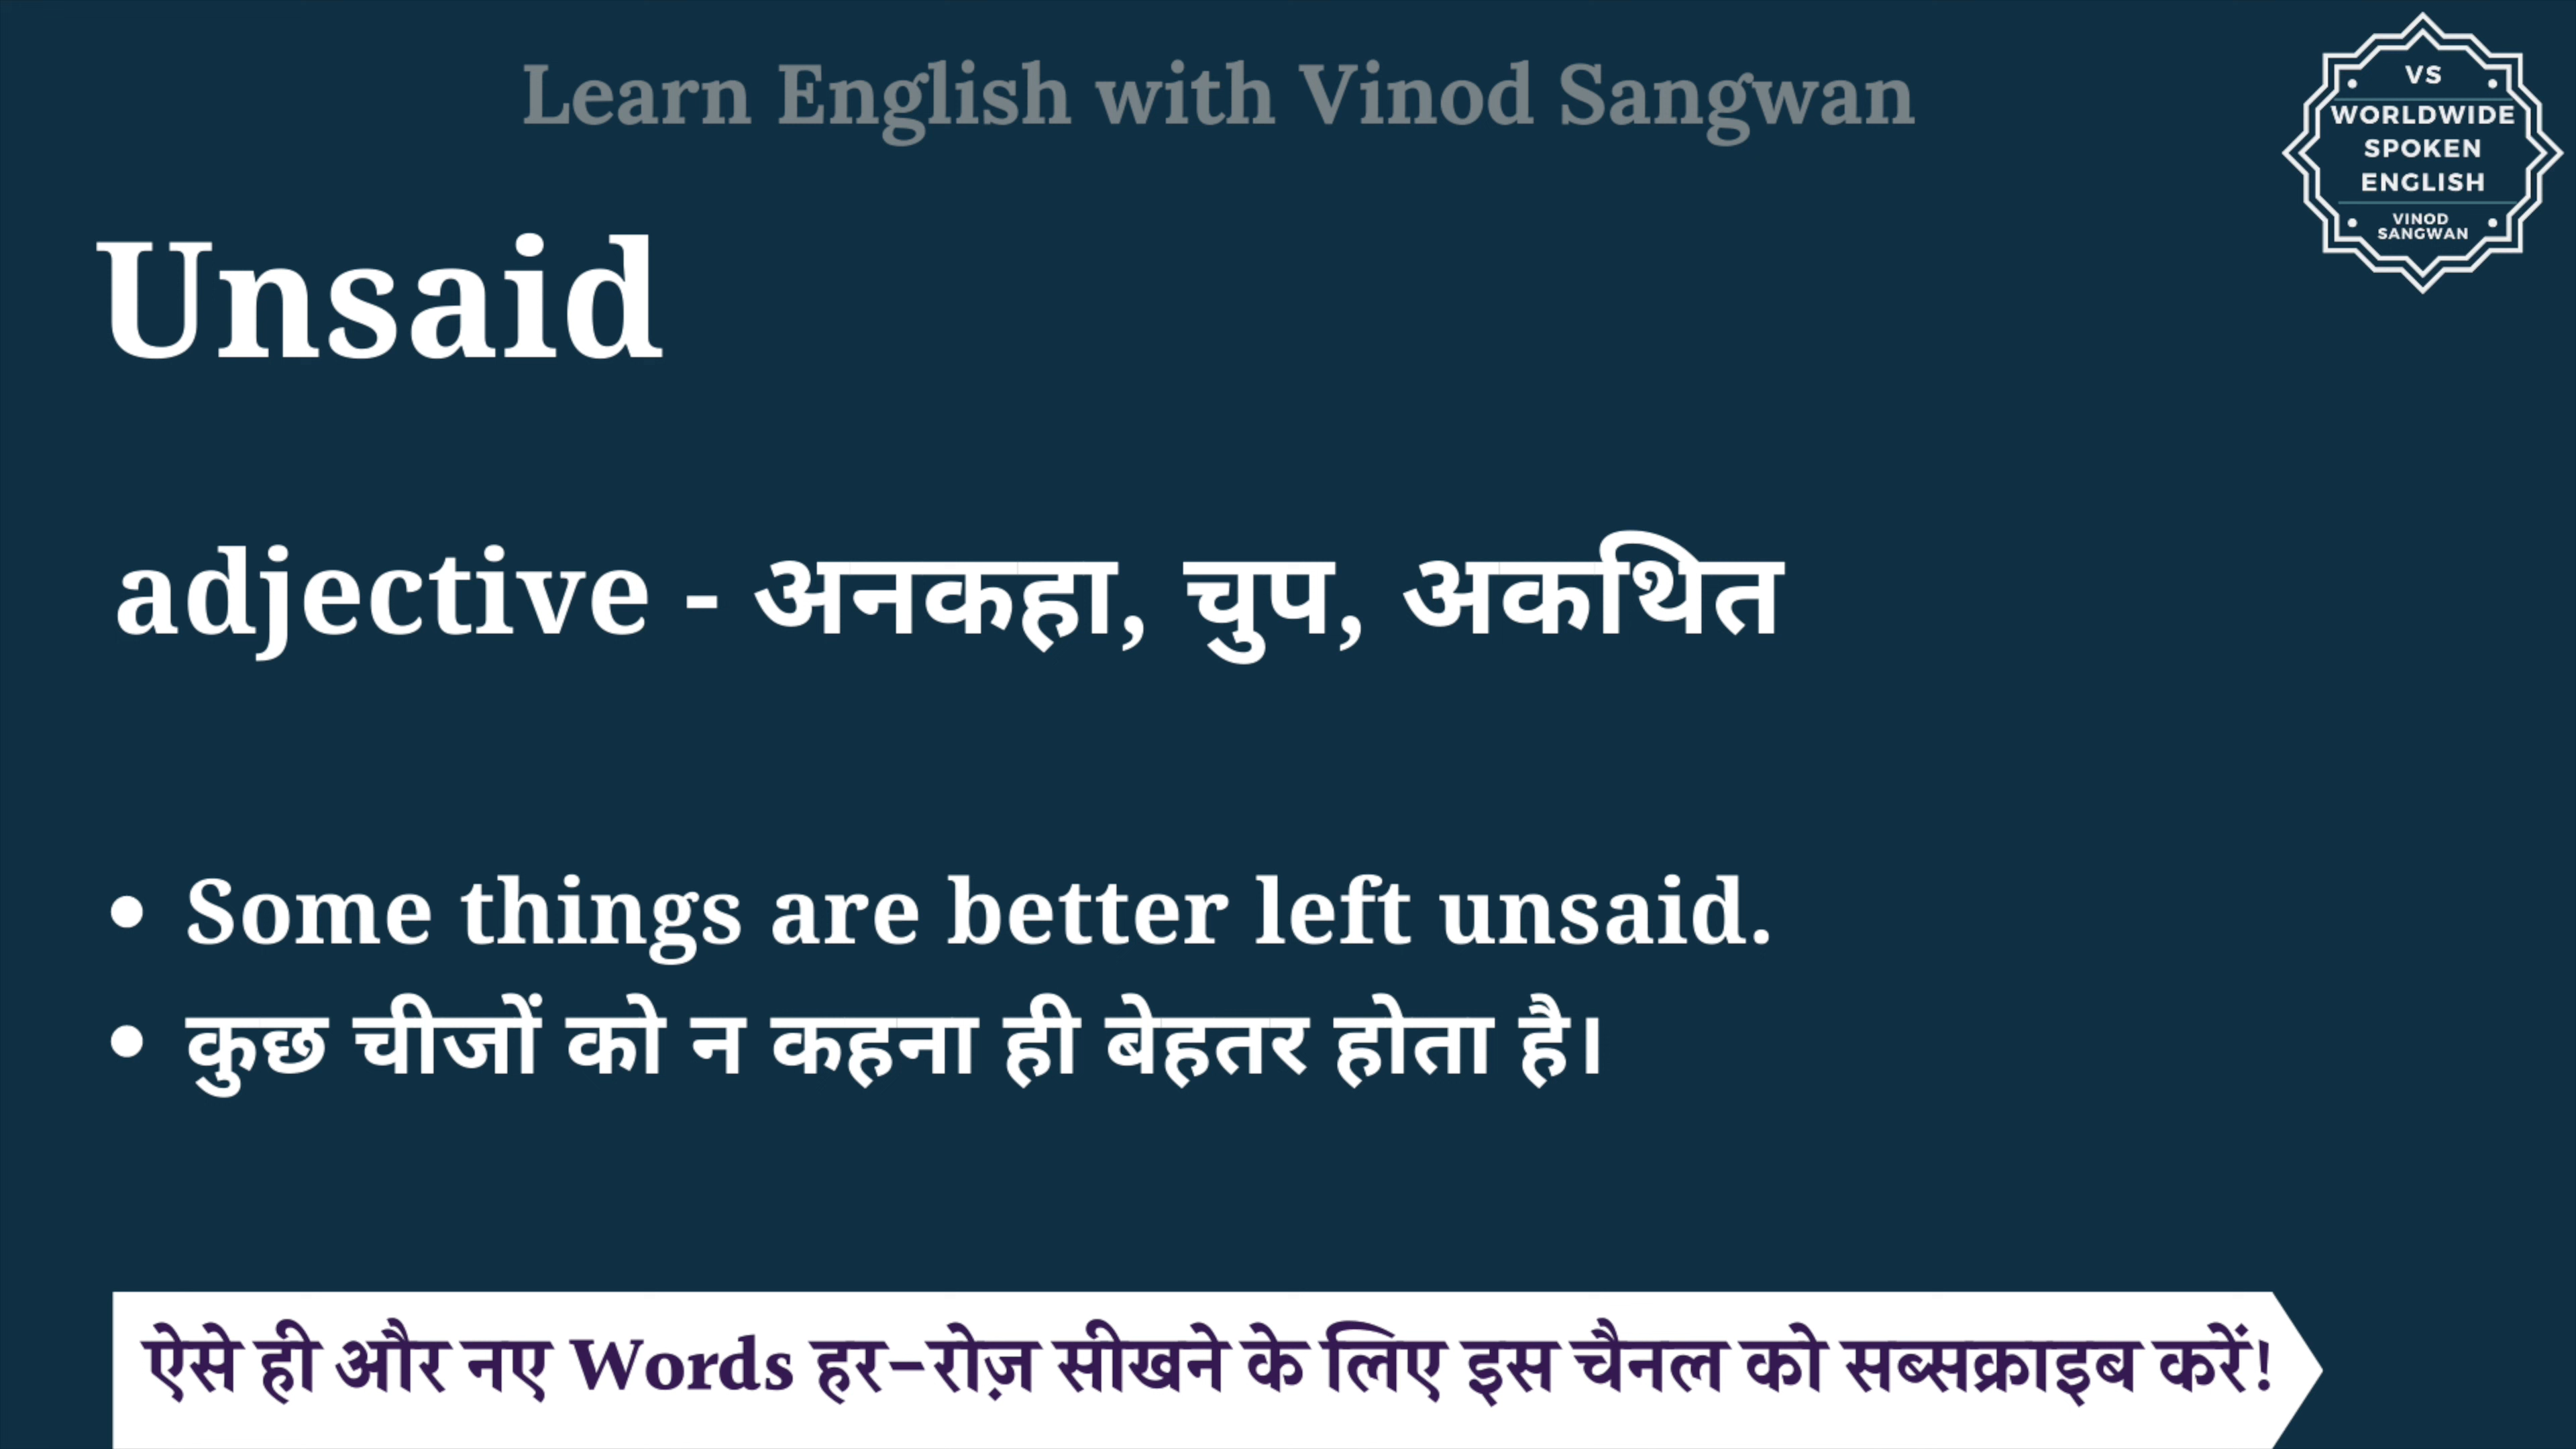 Learn English with Vinod Sangwan
VS
WORLDWIDE
SPOKEN
ENGLISH
VINOD
SANGWAN
Unsaid
adjective - अनकहा, चुप, अकथित
• Some things are better left unsaid.
• कुछ चीजों को न कहना ही बेहतर होता है।
ऐसे ही और नए Words हर-रोज़ सीखने के लिए इस चैनल को सब्सक्राइब करें!